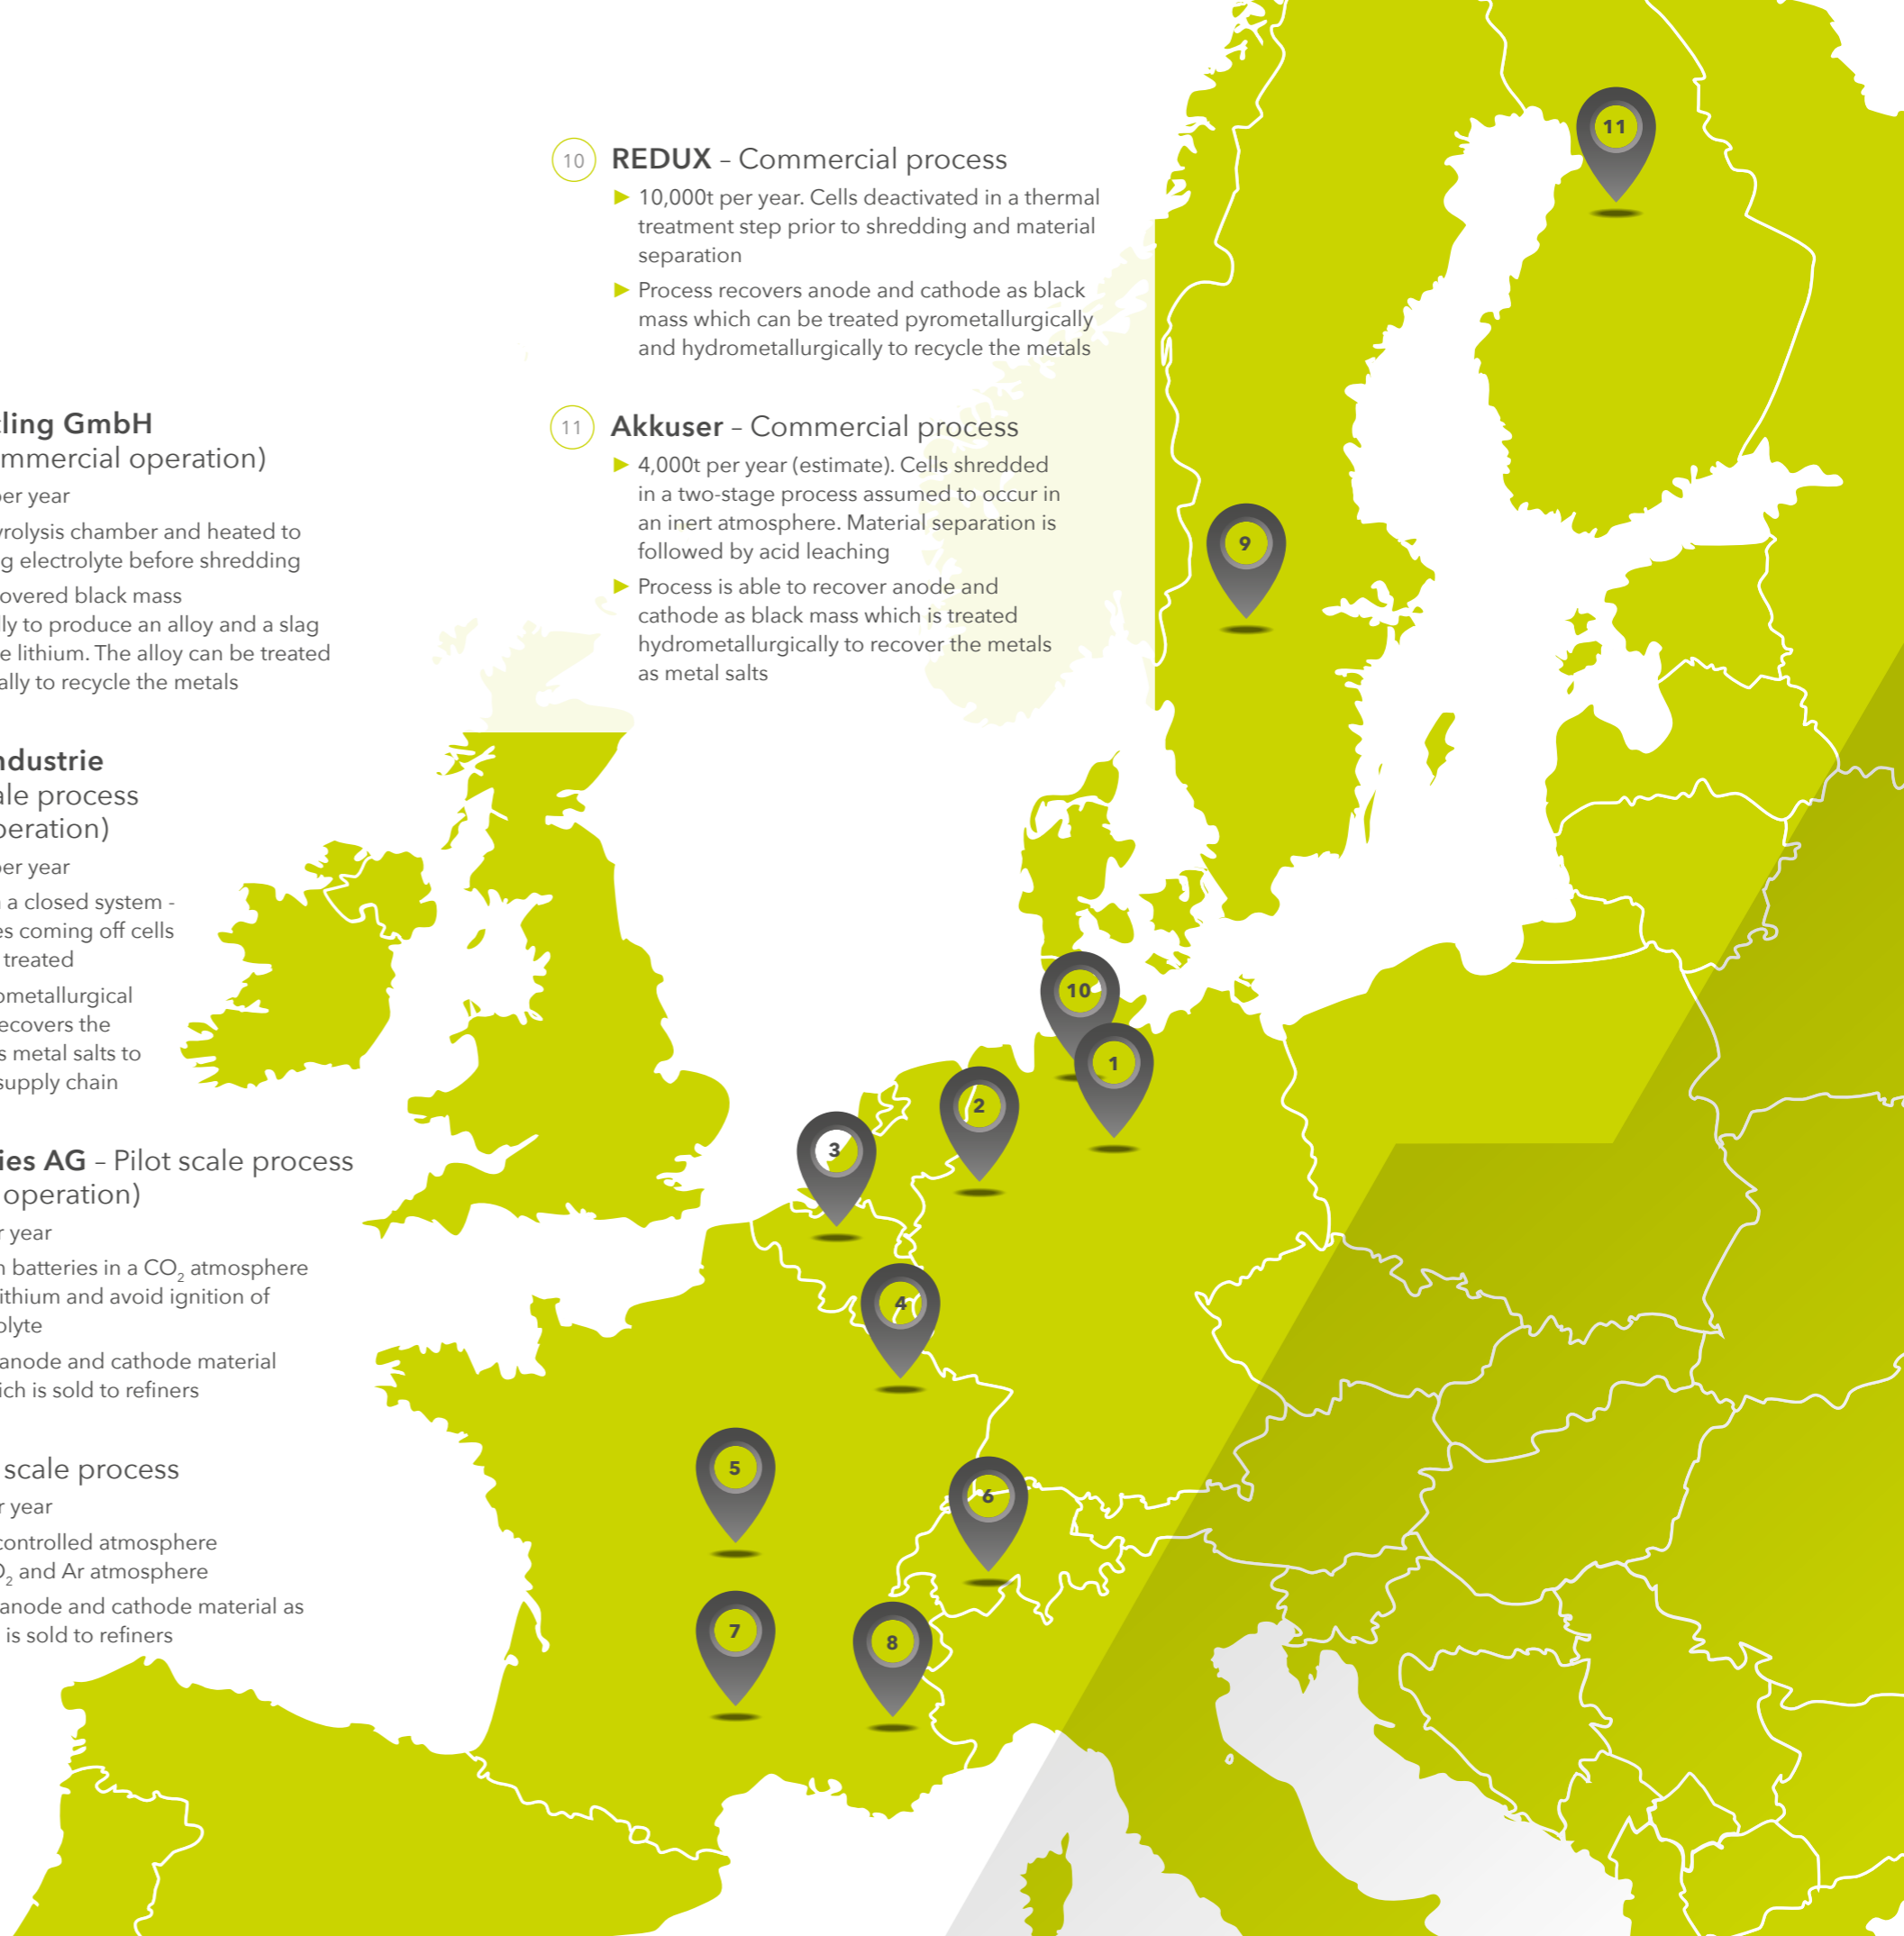 10 REDUX – Commercial process
► 10,000t per year. Cells deactivated in a thermal
treatment step prior to shredding and material
separation
► Process recovers anode and cathode as black
mass which can be treated pyrometallurgically
and hydrometallurgically to recycle the metals
11 Akkuser – Commercial process
► 4,000t per year (estimate). Cells shredded
in a two-stage process assumed to occur in
an inert atmosphere. Material separation is
followed by acid leaching
► Process is able to recover anode and
cathode as black mass which is treated
hydrometallurgically to recover the metals
as metal salts
ling GmbH
mmercial operation)
per year
yrolysis chamber and heated to
g electrolyte before shredding
overed black mass
lly to produce an alloy and a slag
e lithium. The alloy can be treated
ally to recycle the metals
ndustrie
ale process
peration)
per year
a closed system -
es coming off cells
treated
ometallurgical
ecovers the
s metal salts to
supply chain
ies AG – Pilot scale process
operation)
r year
n batteries in a CO₂ atmosphere
ithium and avoid ignition of
olyte
anode and cathode material
ich is sold to refiners
scale process
r year
controlled atmosphere
O₂ and Ar atmosphere
anode and cathode material as
is sold to refiners
11
9
10
1
2
3
4
5
6
7
8